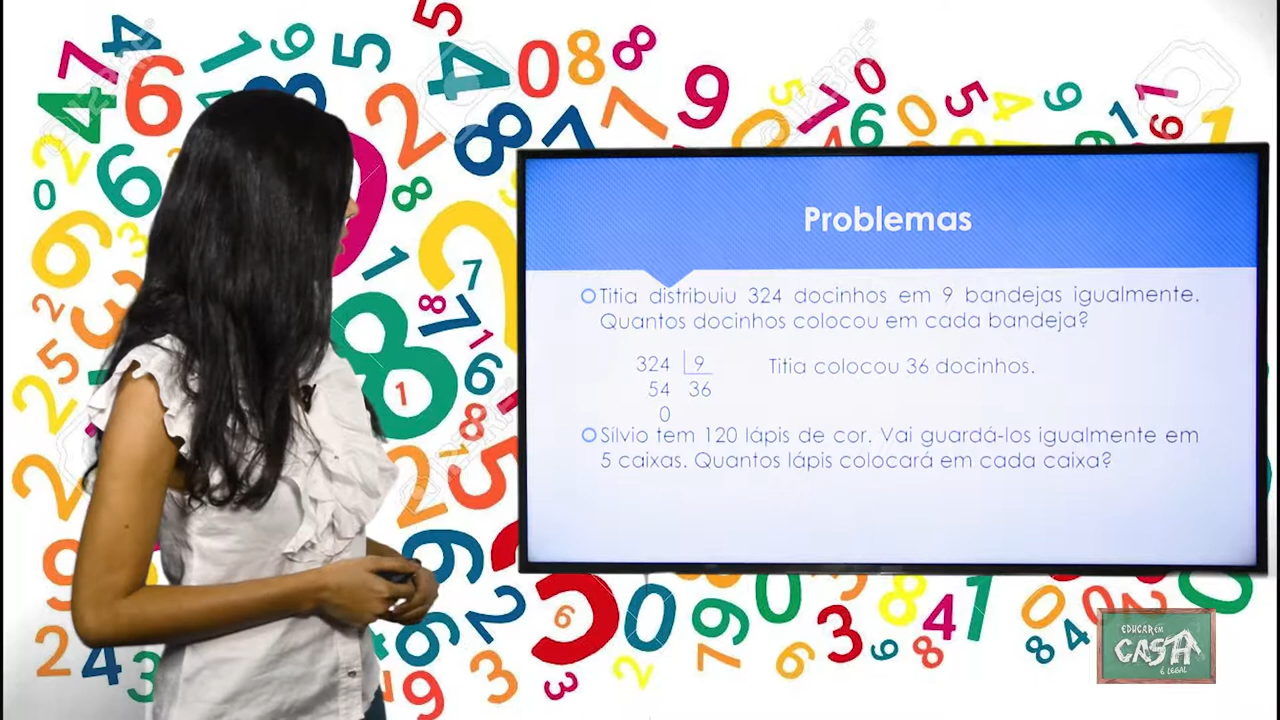 Problemas
Titia distribuiu 324 docinhos em 9 bandejas igualmente.
Quantos docinhos colocou em cada bandeja?
324 9 Titia colocou 36 docinhos.
54 36
0
Sílvio tem 120 lápis de cor. Vai guardá-los igualmente em
5 caixas. Quantos lápis colocará em cada caixa?
EDUCAR EM
CASA
É LEGAL